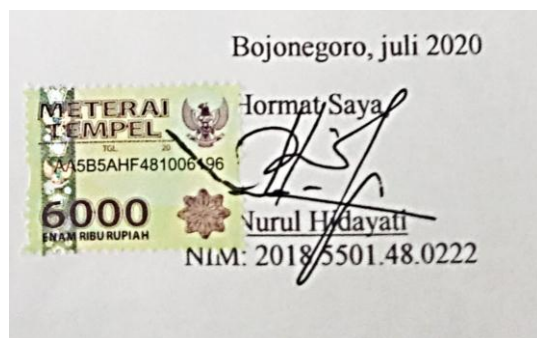 Bojonegoro, juli 2020
Hormat Saya
METERAI
TEMPEL
TGL. 20
AA5B5AHF481006196
6000
ENAM RIBU RUPIAH
Nurul Hidayati
NIM: 2018.5501.48.0222